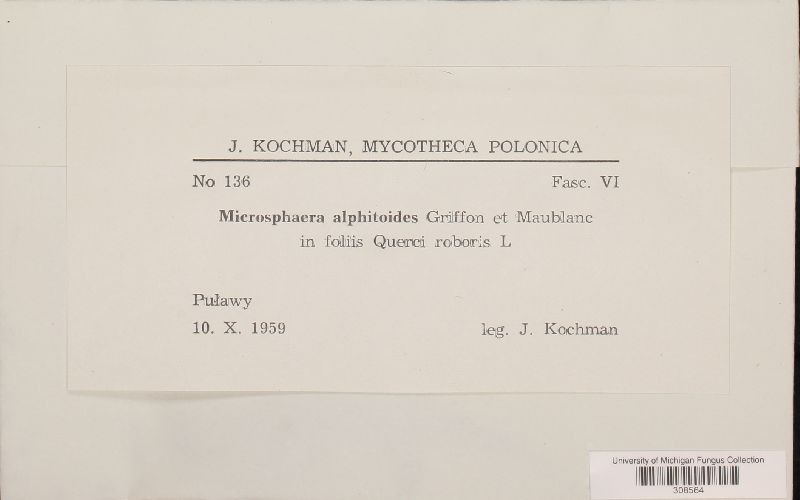 J. KOCHMAN, MYCOTHECA POLONICA
No 136 Fasc. VI
Microsphaera alphitoides Griffon et Maublanc
in foliis Querci roboris L
Puławy
10. X. 1959 leg. J. Kochman
University of Michigan Fungus Collection
308564